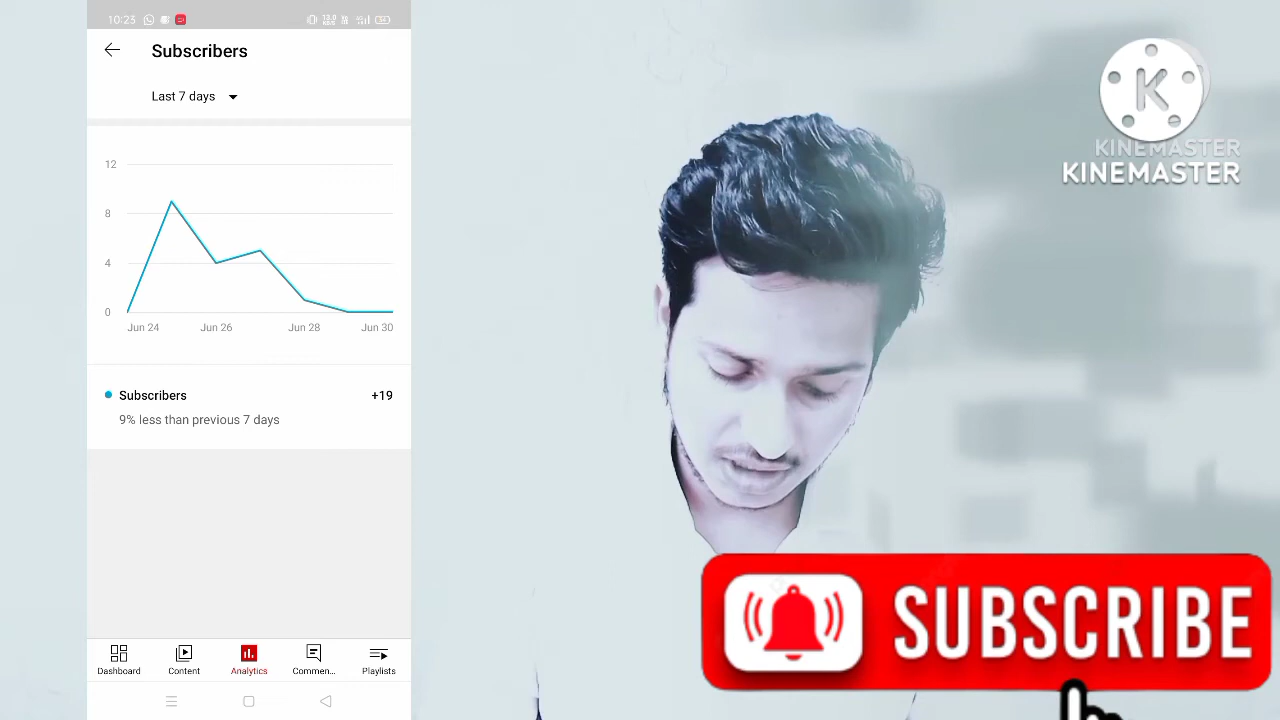 10:23
Subscribers
Last 7 days
12
8
4
0
Jun 24 Jun 26 Jun 28 Jun 30
Subscribers +19
9% less than previous 7 days
Dashboard Content Analytics Commen... Playlists
K
KINEMASTER
KINEMASTER
SUBSCRIBE